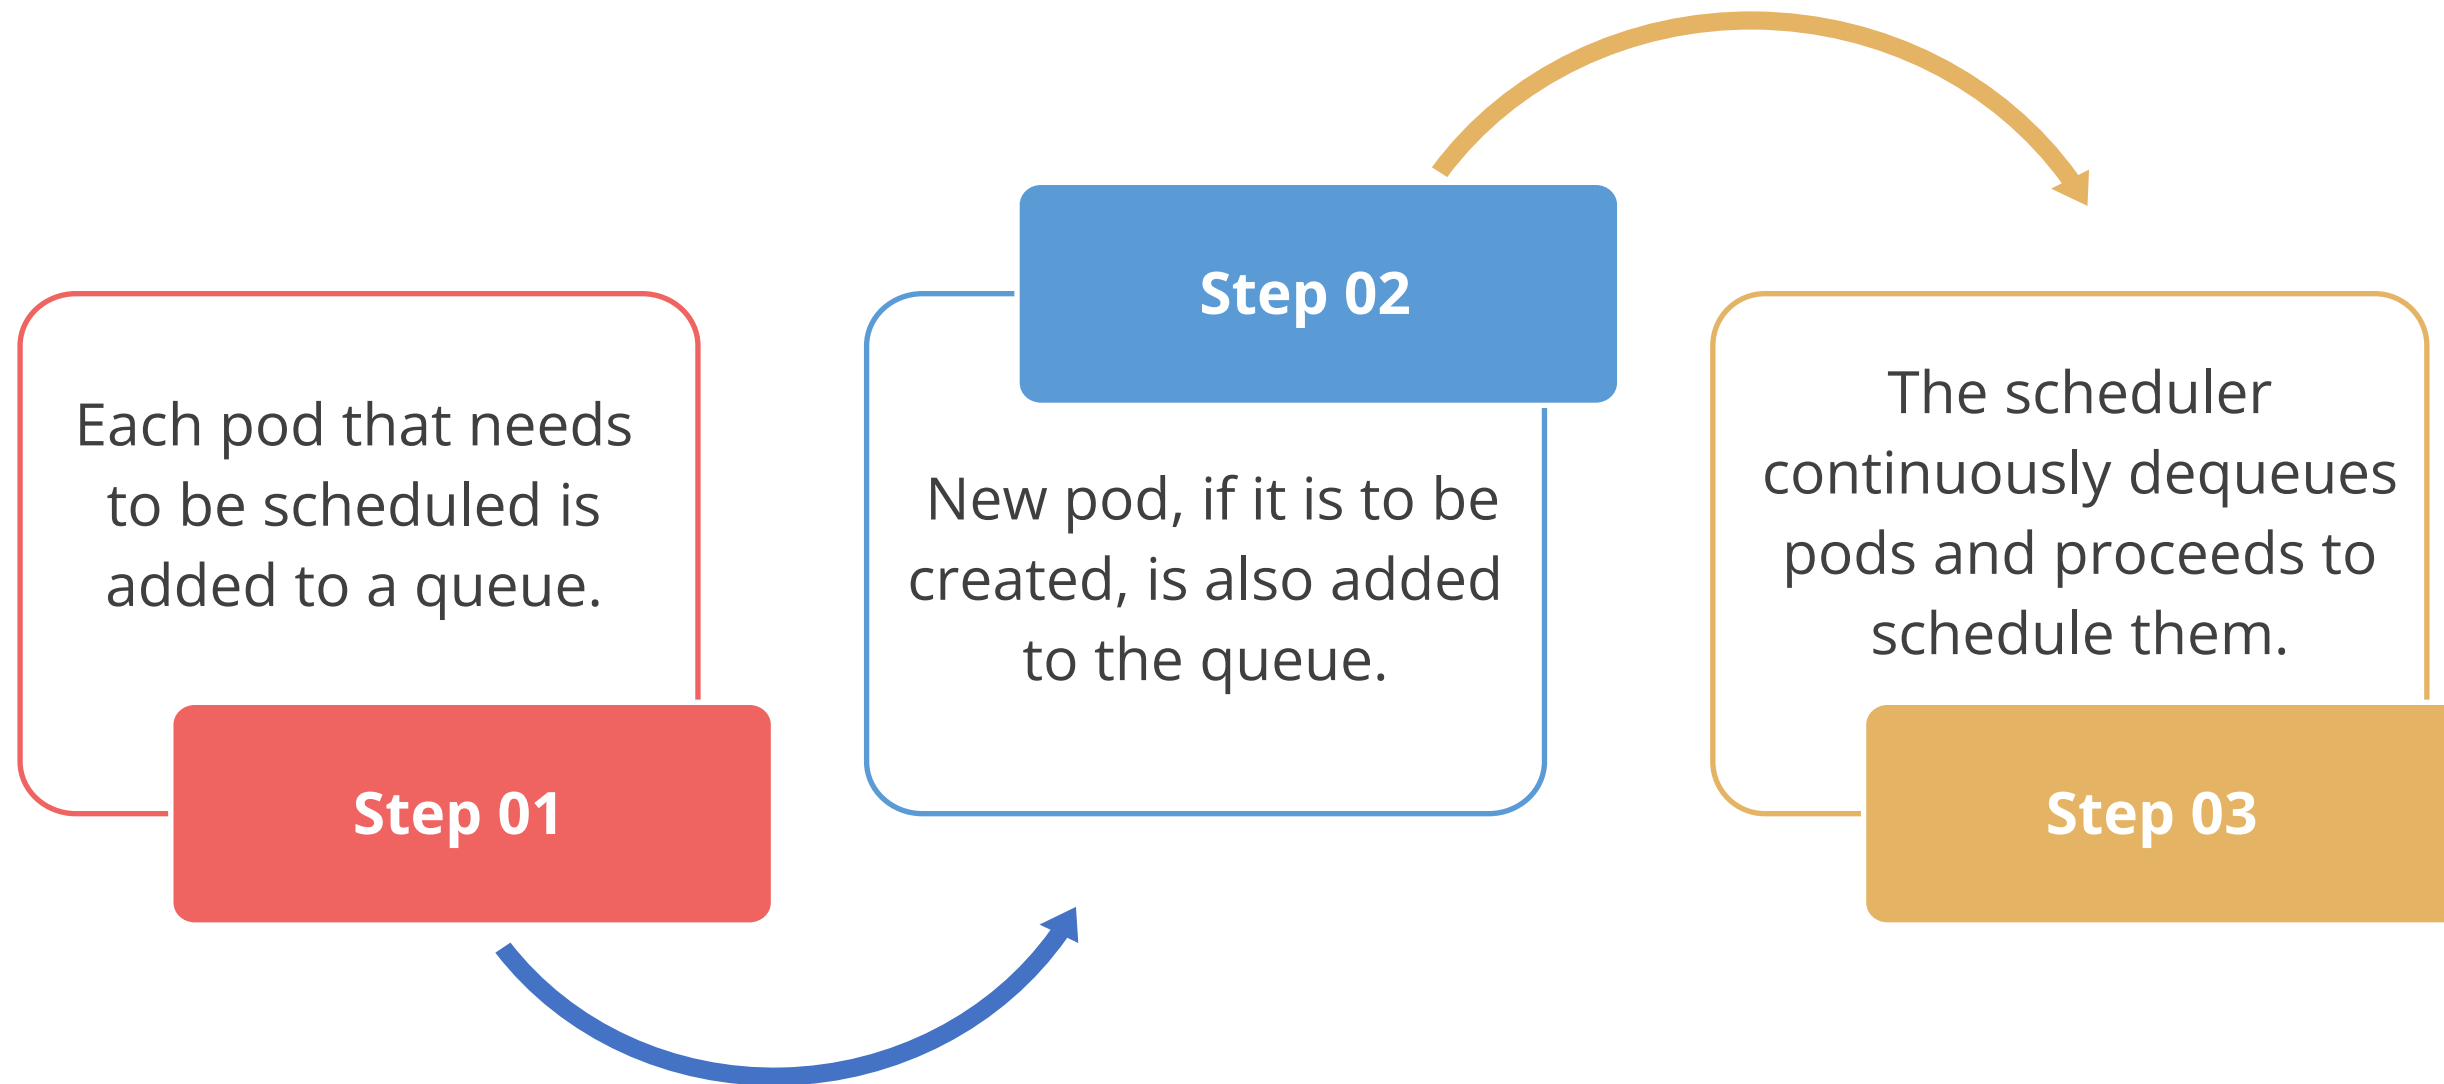 Each pod that needs
to be scheduled is
added to a queue.
Step 01
Step 02
New pod, if it is to be
created, is also added
to the queue.
The scheduler
continuously dequeues
pods and proceeds to
schedule them.
Step 03